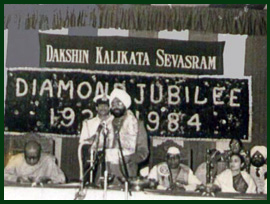 DAKSHIN KALIKATA SEVASRAM
DIAMOND JUBILEE
1984